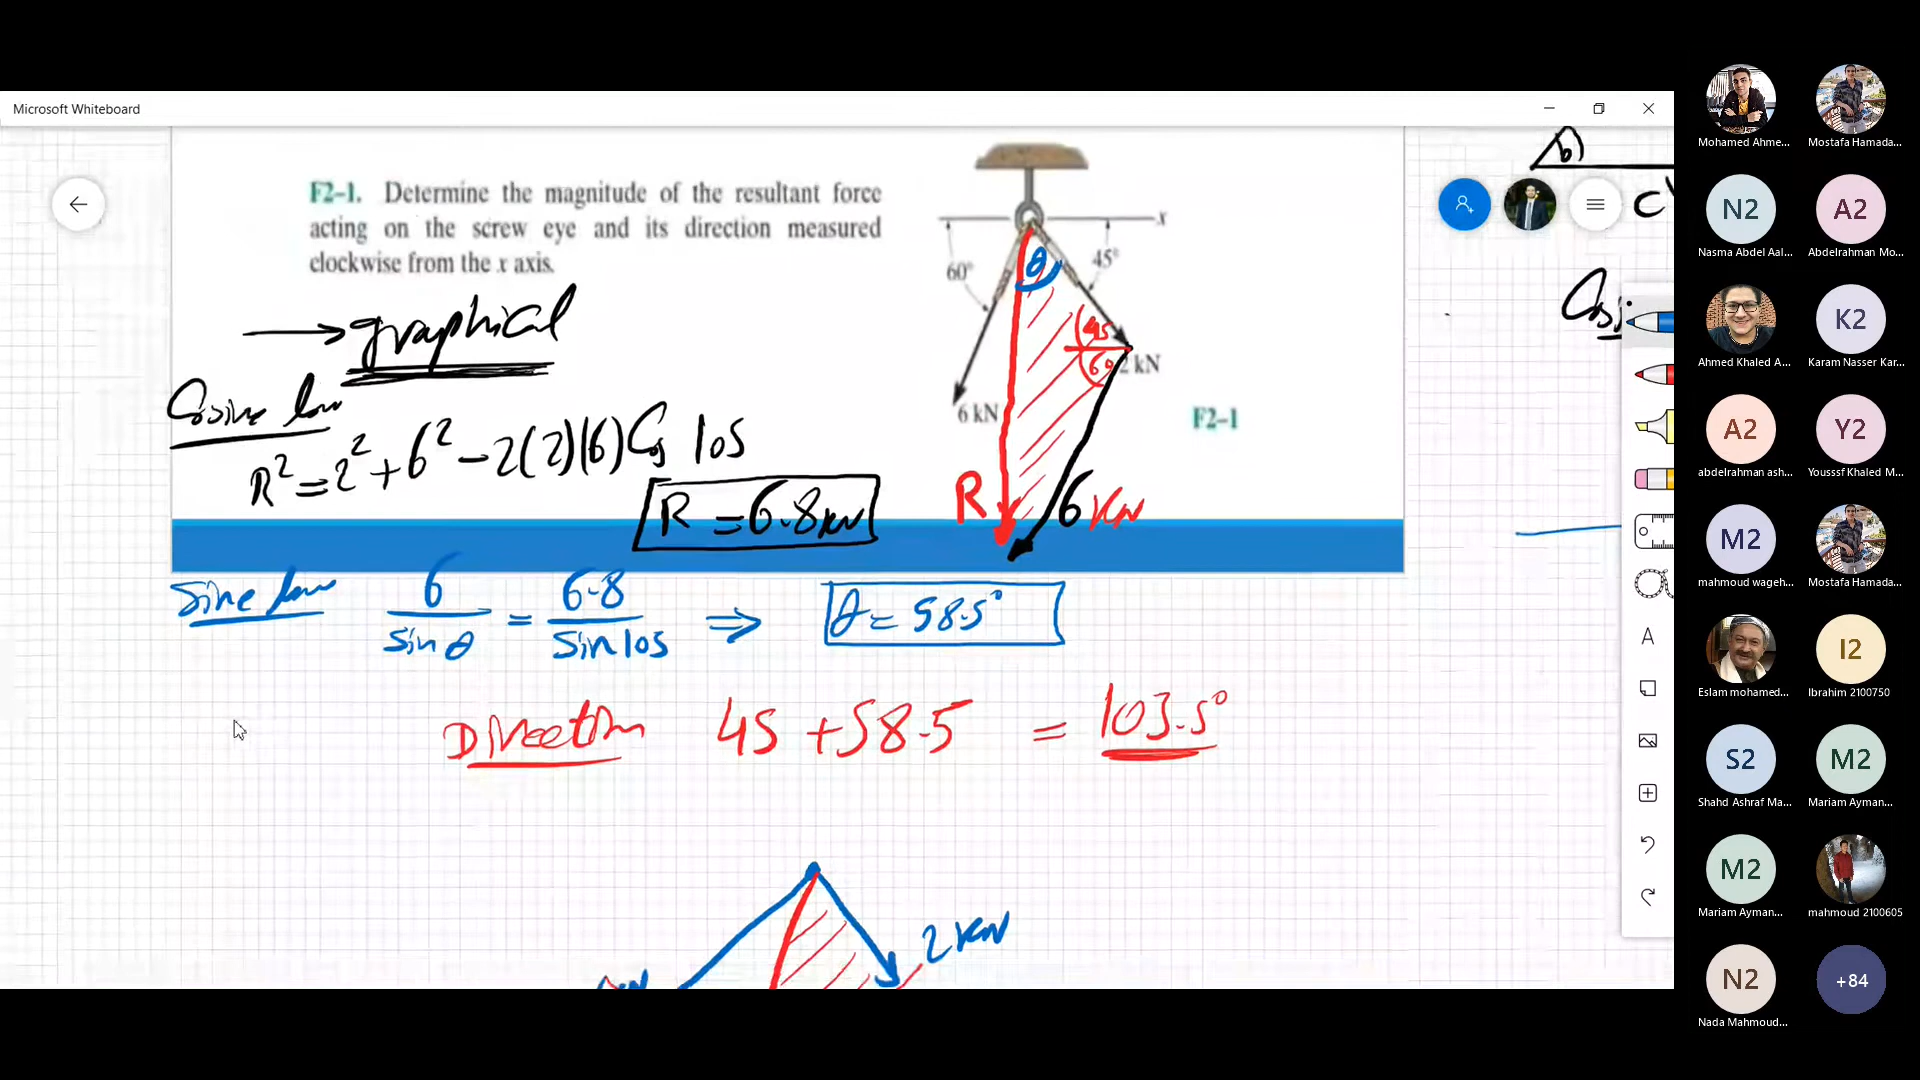 Microsoft Whiteboard
F2–1. Determine the magnitude of the resultant force
acting on the screw eye and its direction measured
clockwise from the x axis.
→ graphical
Cosine law
R² = 2² + 6² − 2(2)(6) Cos 105
R = 6.8 kN
x
60°
45°
θ
45
60
2 kN
6 kN
R
6 kN
F2–1
Sine law
6 / sin θ = 6.8 / sin 105 ⇒ θ = 58.5°
Direction 45 + 58.5 = 103.5°
2 kN
kN
b)
C
A
Mohamed Ahme...
Mostafa Hamada...
N2
Nasma Abdel Aal...
A2
Abdelrahman Mo...
Ahmed Khaled A...
K2
Karam Nasser Kar...
A2
abdelrahman ash...
Y2
Yousssf Khaled M...
M2
mahmoud wageh...
Mostafa Hamada...
Eslam mohamed...
I2
Ibrahim 2100750
S2
Shahd Ashraf Ma...
M2
Mariam Ayman...
M2
Mariam Ayman...
mahmoud 2100605
N2
Nada Mahmoud...
+84